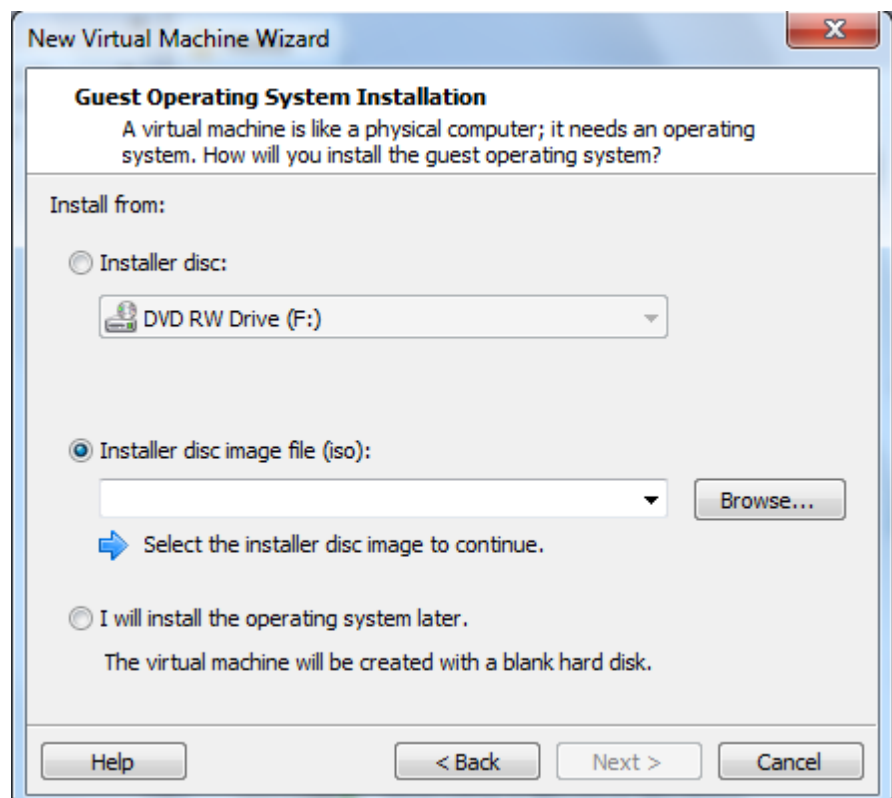 New Virtual Machine Wizard
Guest Operating System Installation
A virtual machine is like a physical computer; it needs an operating
system. How will you install the guest operating system?
Install from:
Installer disc:
DVD RW Drive (F:)
Installer disc image file (iso):
Browse...
Select the installer disc image to continue.
I will install the operating system later.
The virtual machine will be created with a blank hard disk.
Help
< Back
Next >
Cancel